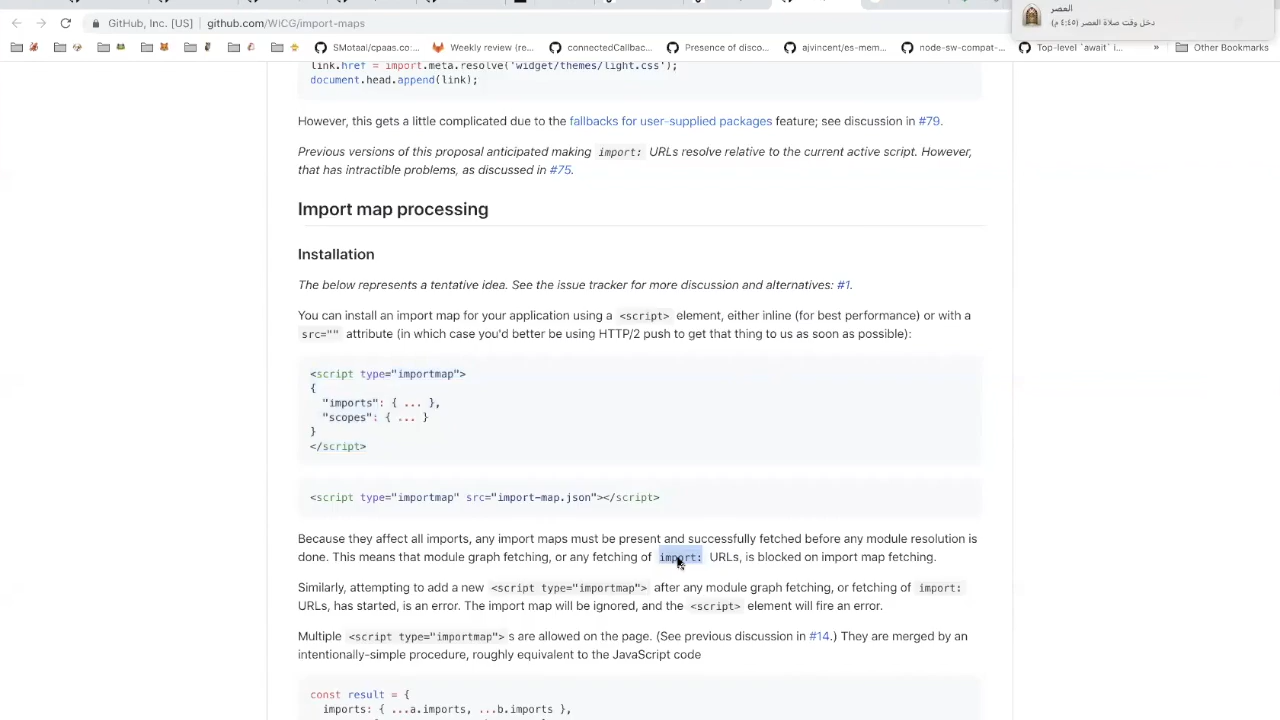 GitHub, Inc. [US]
github.com/WICG/import-maps
العصر
دخل وقت صلاة العصر (٤:٤٥ م)
SMotaal/cpaas.co:...
Weekly review (re...
connectedCallbac...
Presence of disco...
ajvincent/es-mem...
node-sw-compat-...
Top-level `await` i...
»
Other Bookmarks
link.href = import.meta.resolve('widget/themes/light.css');
document.head.append(link);
However, this gets a little complicated due to the fallbacks for user-supplied packages feature; see discussion in #79.
Previous versions of this proposal anticipated making import: URLs resolve relative to the current active script. However,
that has intractible problems, as discussed in #75.
Import map processing
Installation
The below represents a tentative idea. See the issue tracker for more discussion and alternatives: #1.
You can install an import map for your application using a <script> element, either inline (for best performance) or with a
src="" attribute (in which case you'd better be using HTTP/2 push to get that thing to us as soon as possible):
<script type="importmap">
{
"imports": { ... },
"scopes": { ... }
}
</script>
<script type="importmap" src="import-map.json"></script>
Because they affect all imports, any import maps must be present and successfully fetched before any module resolution is
done. This means that module graph fetching, or any fetching of import: URLs, is blocked on import map fetching.
Similarly, attempting to add a new <script type="importmap"> after any module graph fetching, or fetching of import:
URLs, has started, is an error. The import map will be ignored, and the <script> element will fire an error.
Multiple <script type="importmap"> s are allowed on the page. (See previous discussion in #14.) They are merged by an
intentionally-simple procedure, roughly equivalent to the JavaScript code
const result = {
imports: { ...a.imports, ...b.imports },